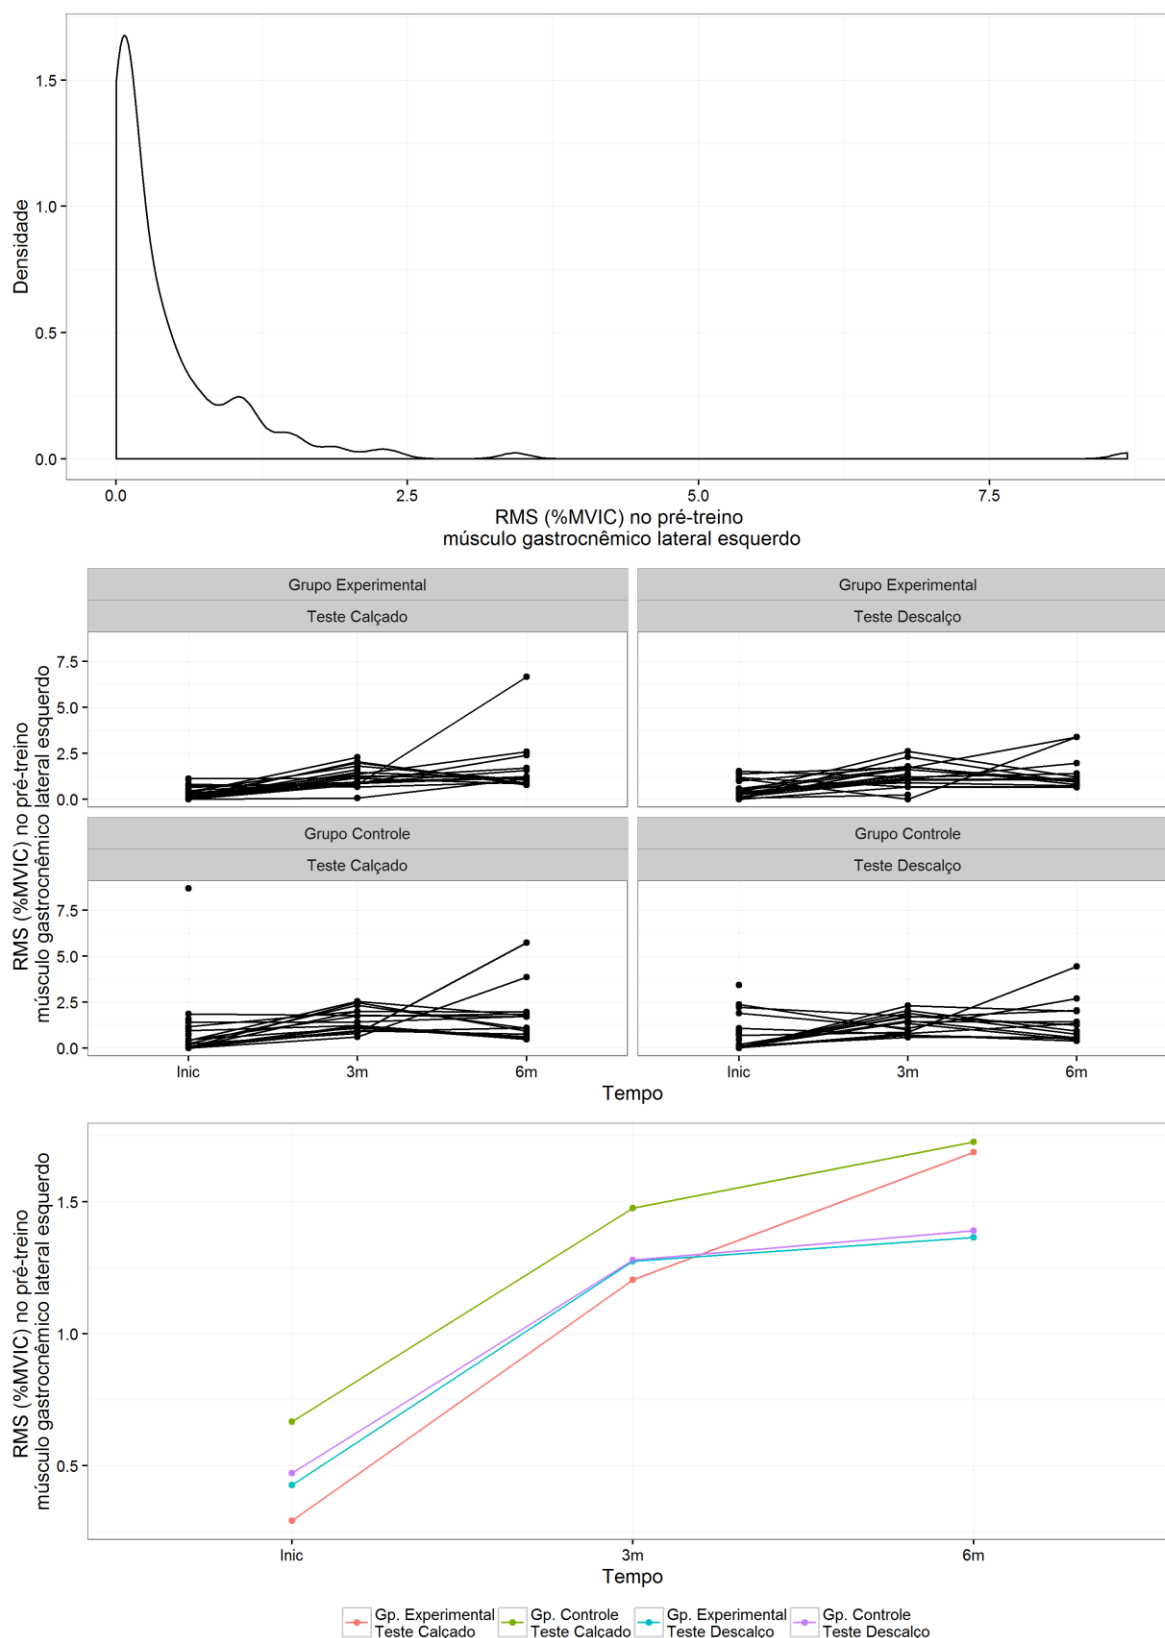 1.5
1.0
0.5
0.0
Densidade
0.0 2.5 5.0 7.5
RMS (%MVIC) no pré-treino
músculo gastrocnêmico lateral esquerdo
Grupo Experimental Grupo Experimental
Teste Calçado Teste Descalço
7.5
5.0
2.5
0.0
RMS (%MVIC) no pré-treino
músculo gastrocnêmico lateral esquerdo
Grupo Controle Grupo Controle
Teste Calçado Teste Descalço
7.5
5.0
2.5
0.0
Inic 3m 6m Inic 3m 6m
Tempo
1.5
1.0
0.5
RMS (%MVIC) no pré-treino
músculo gastrocnêmico lateral esquerdo
Inic 3m 6m
Tempo
Gp. Experimental Gp. Controle Gp. Experimental Gp. Controle
Teste Calçado Teste Calçado Teste Descalço Teste Descalço